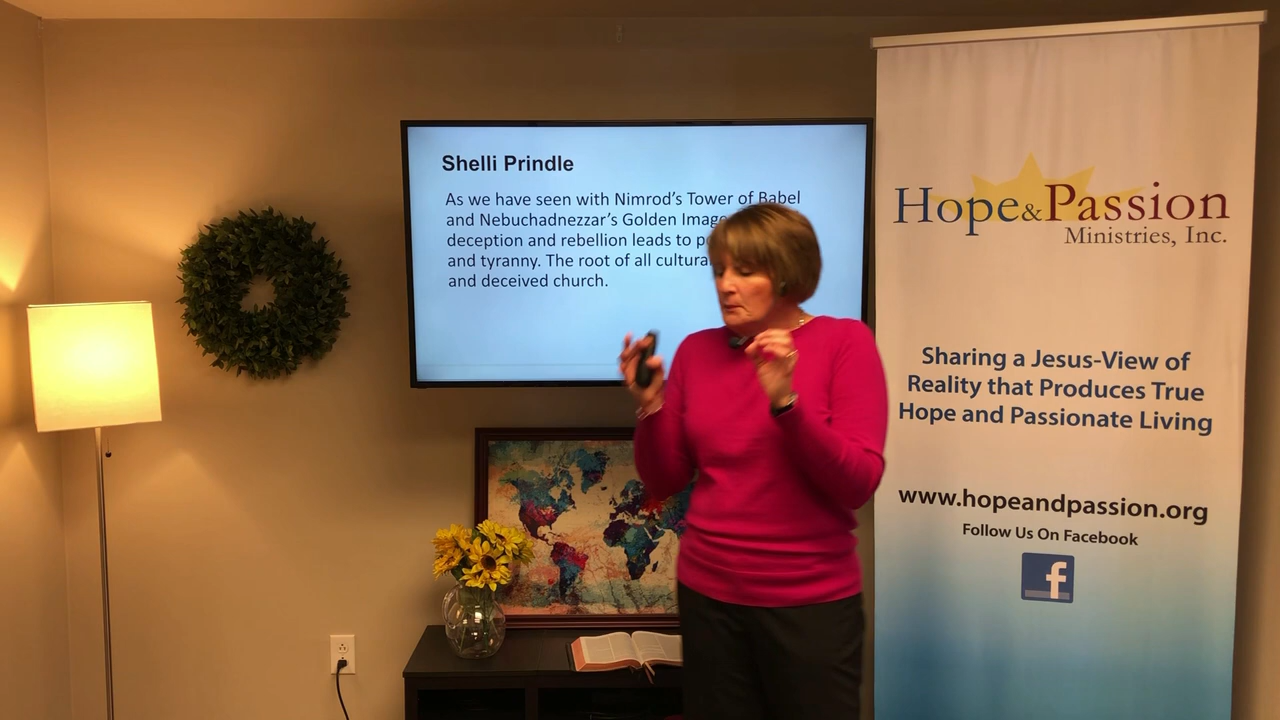 Shelli Prindle
As we have seen with Nimrod's Tower of Babel
and Nebuchadnezzar's Golden Image
deception and rebellion leads to
and tyranny. The root of all
and deceived church.
Hope&Passion
Ministries, Inc.
Sharing a Jesus-View of
Reality that Produces True
Hope and Passionate Living
www.hopeandpassion.org
Follow Us On Facebook
f